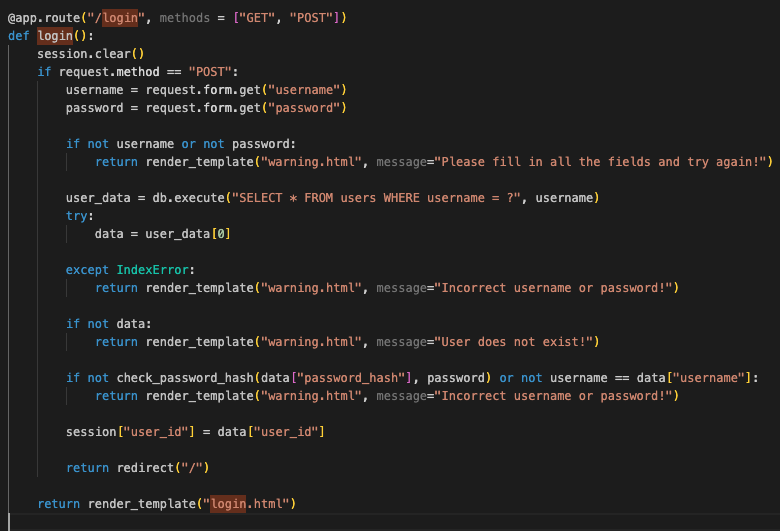 @app.route("/login", methods = ["GET", "POST"])
def login():
    session.clear()
    if request.method == "POST":
        username = request.form.get("username")
        password = request.form.get("password")

        if not username or not password:
            return render_template("warning.html", message="Please fill in all the fields and try again!")

        user_data = db.execute("SELECT * FROM users WHERE username = ?", username)
        try:
            data = user_data[0]

        except IndexError:
            return render_template("warning.html", message="Incorrect username or password!")

        if not data:
            return render_template("warning.html", message="User does not exist!")

        if not check_password_hash(data["password_hash"], password) or not username == data["username"]:
            return render_template("warning.html", message="Incorrect username or password!")

        session["user_id"] = data["user_id"]

        return redirect("/")

    return render_template("login.html")